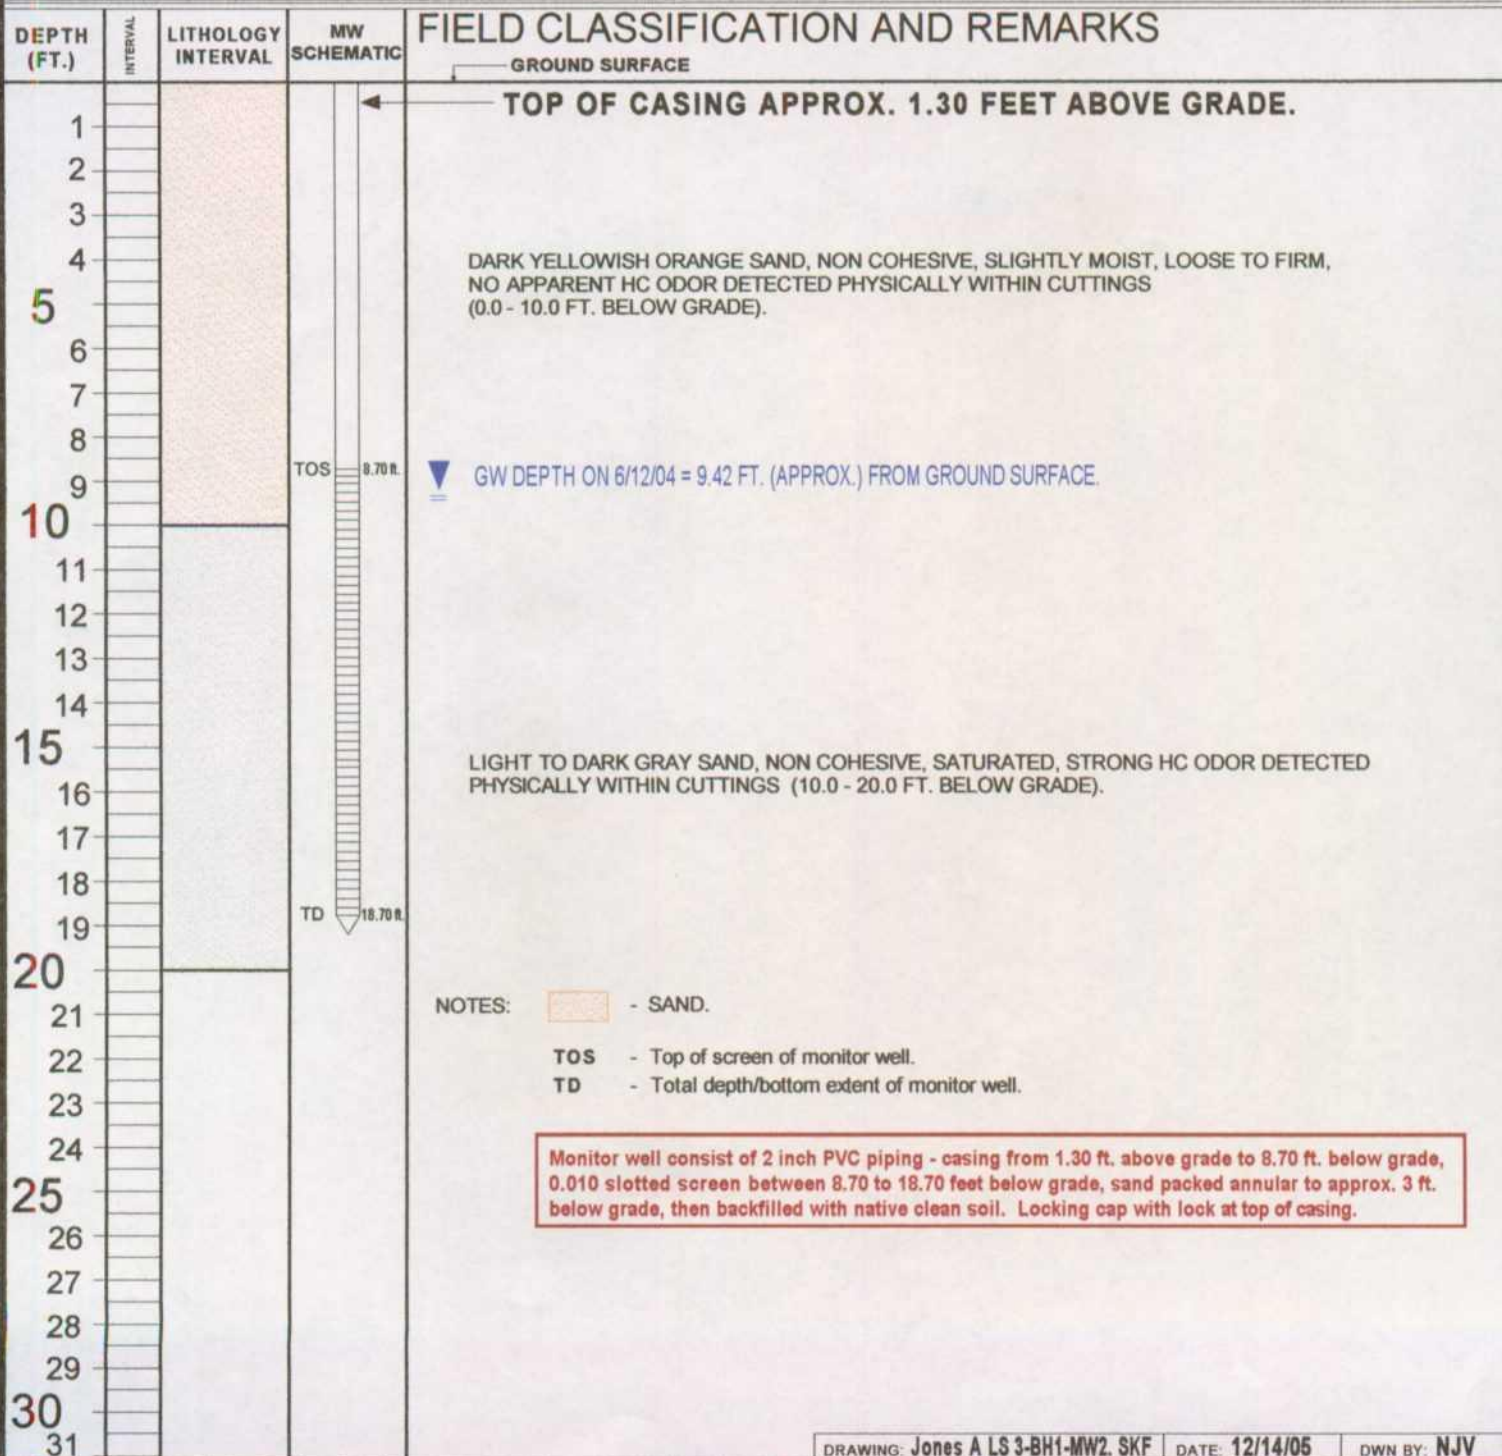 DEPTH
(FT.)
INTERVAL
LITHOLOGY
INTERVAL
MW
SCHEMATIC
FIELD CLASSIFICATION AND REMARKS
GROUND SURFACE
TOP OF CASING APPROX. 1.30 FEET ABOVE GRADE.
1
2
3
4
DARK YELLOWISH ORANGE SAND, NON COHESIVE, SLIGHTLY MOIST, LOOSE TO FIRM,
NO APPARENT HC ODOR DETECTED PHYSICALLY WITHIN CUTTINGS
(0.0 - 10.0 FT. BELOW GRADE).
5
6
7
8
TOS 8.70 ft.
GW DEPTH ON 6/12/04 = 9.42 FT. (APPROX.) FROM GROUND SURFACE.
9
10
11
12
13
14
15
LIGHT TO DARK GRAY SAND, NON COHESIVE, SATURATED, STRONG HC ODOR DETECTED
PHYSICALLY WITHIN CUTTINGS (10.0 - 20.0 FT. BELOW GRADE).
16
17
18
TD 18.70 ft.
19
20
NOTES: - SAND.
21
TOS - Top of screen of monitor well.
22
TD - Total depth/bottom extent of monitor well.
23
24
Monitor well consist of 2 inch PVC piping - casing from 1.30 ft. above grade to 8.70 ft. below grade,
0.010 slotted screen between 8.70 to 18.70 feet below grade, sand packed annular to approx. 3 ft.
below grade, then backfilled with native clean soil. Locking cap with lock at top of casing.
25
26
27
28
29
30
31
DRAWING: Jones A LS 3-BH1-MW2. SKF DATE: 12/14/05 DWN BY: NJV